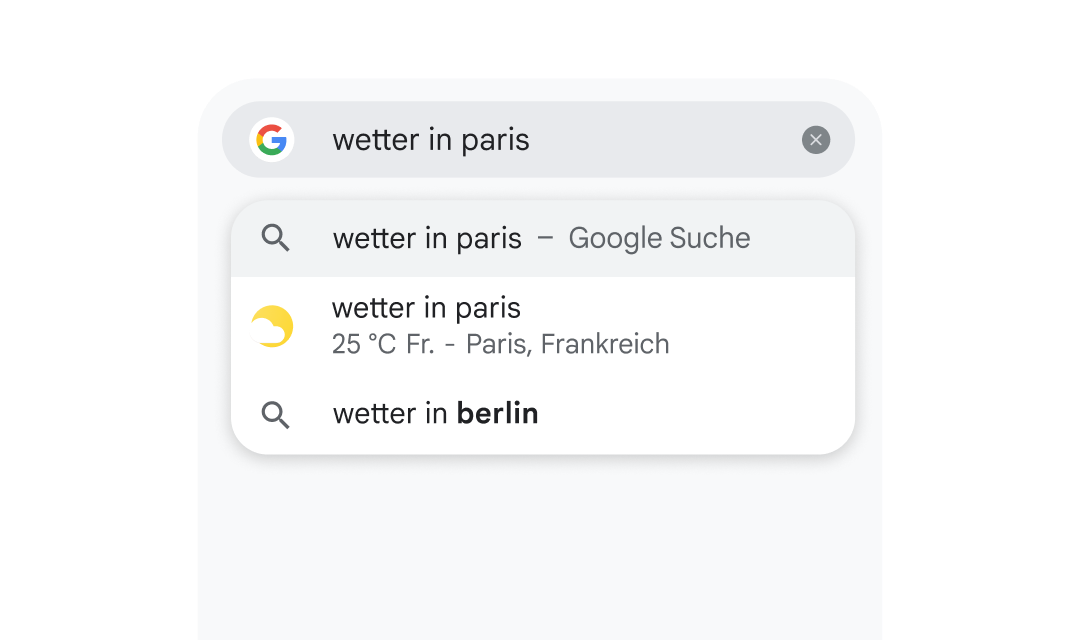 wetter in paris
wetter in paris – Google Suche
wetter in paris
25 °C Fr. - Paris, Frankreich
wetter in berlin